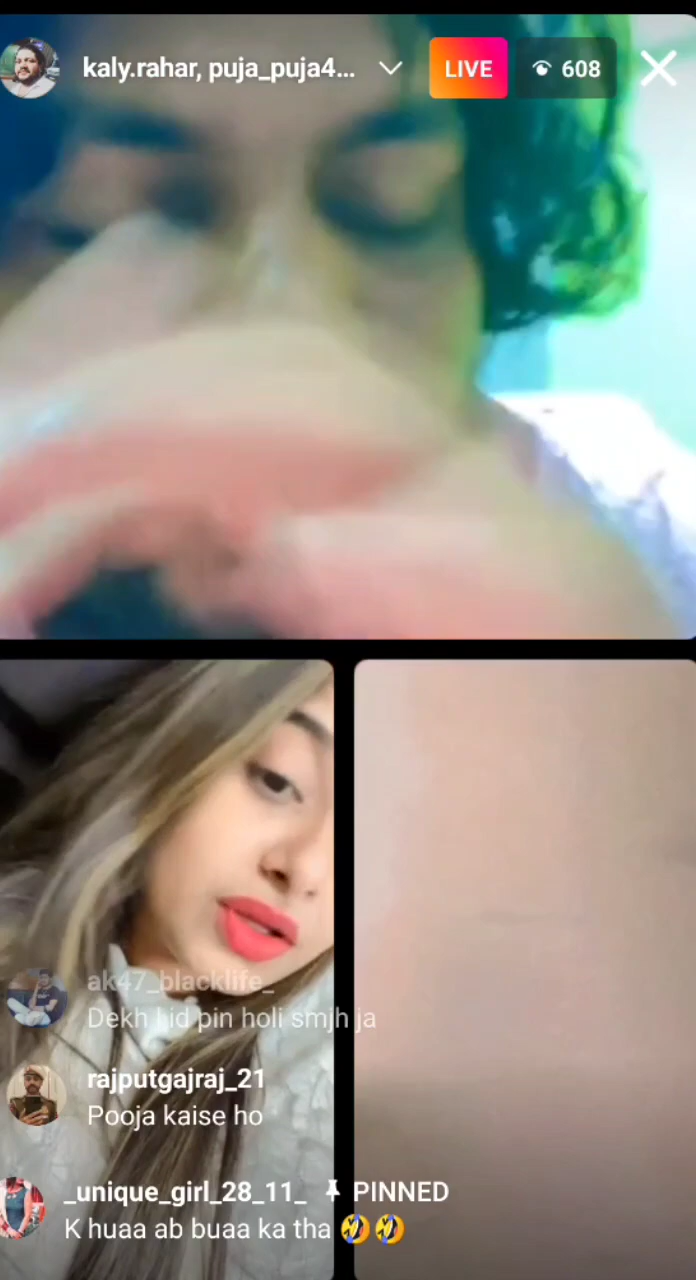 kaly.rahar, puja_puja4...
LIVE
608
ak47_blacklife_
Dekh kid pin holi smjh ja
rajputgajraj_21
Pooja kaise ho
_unique_girl_28_11_ PINNED
K huaa ab buaa ka tha 🤣🤣